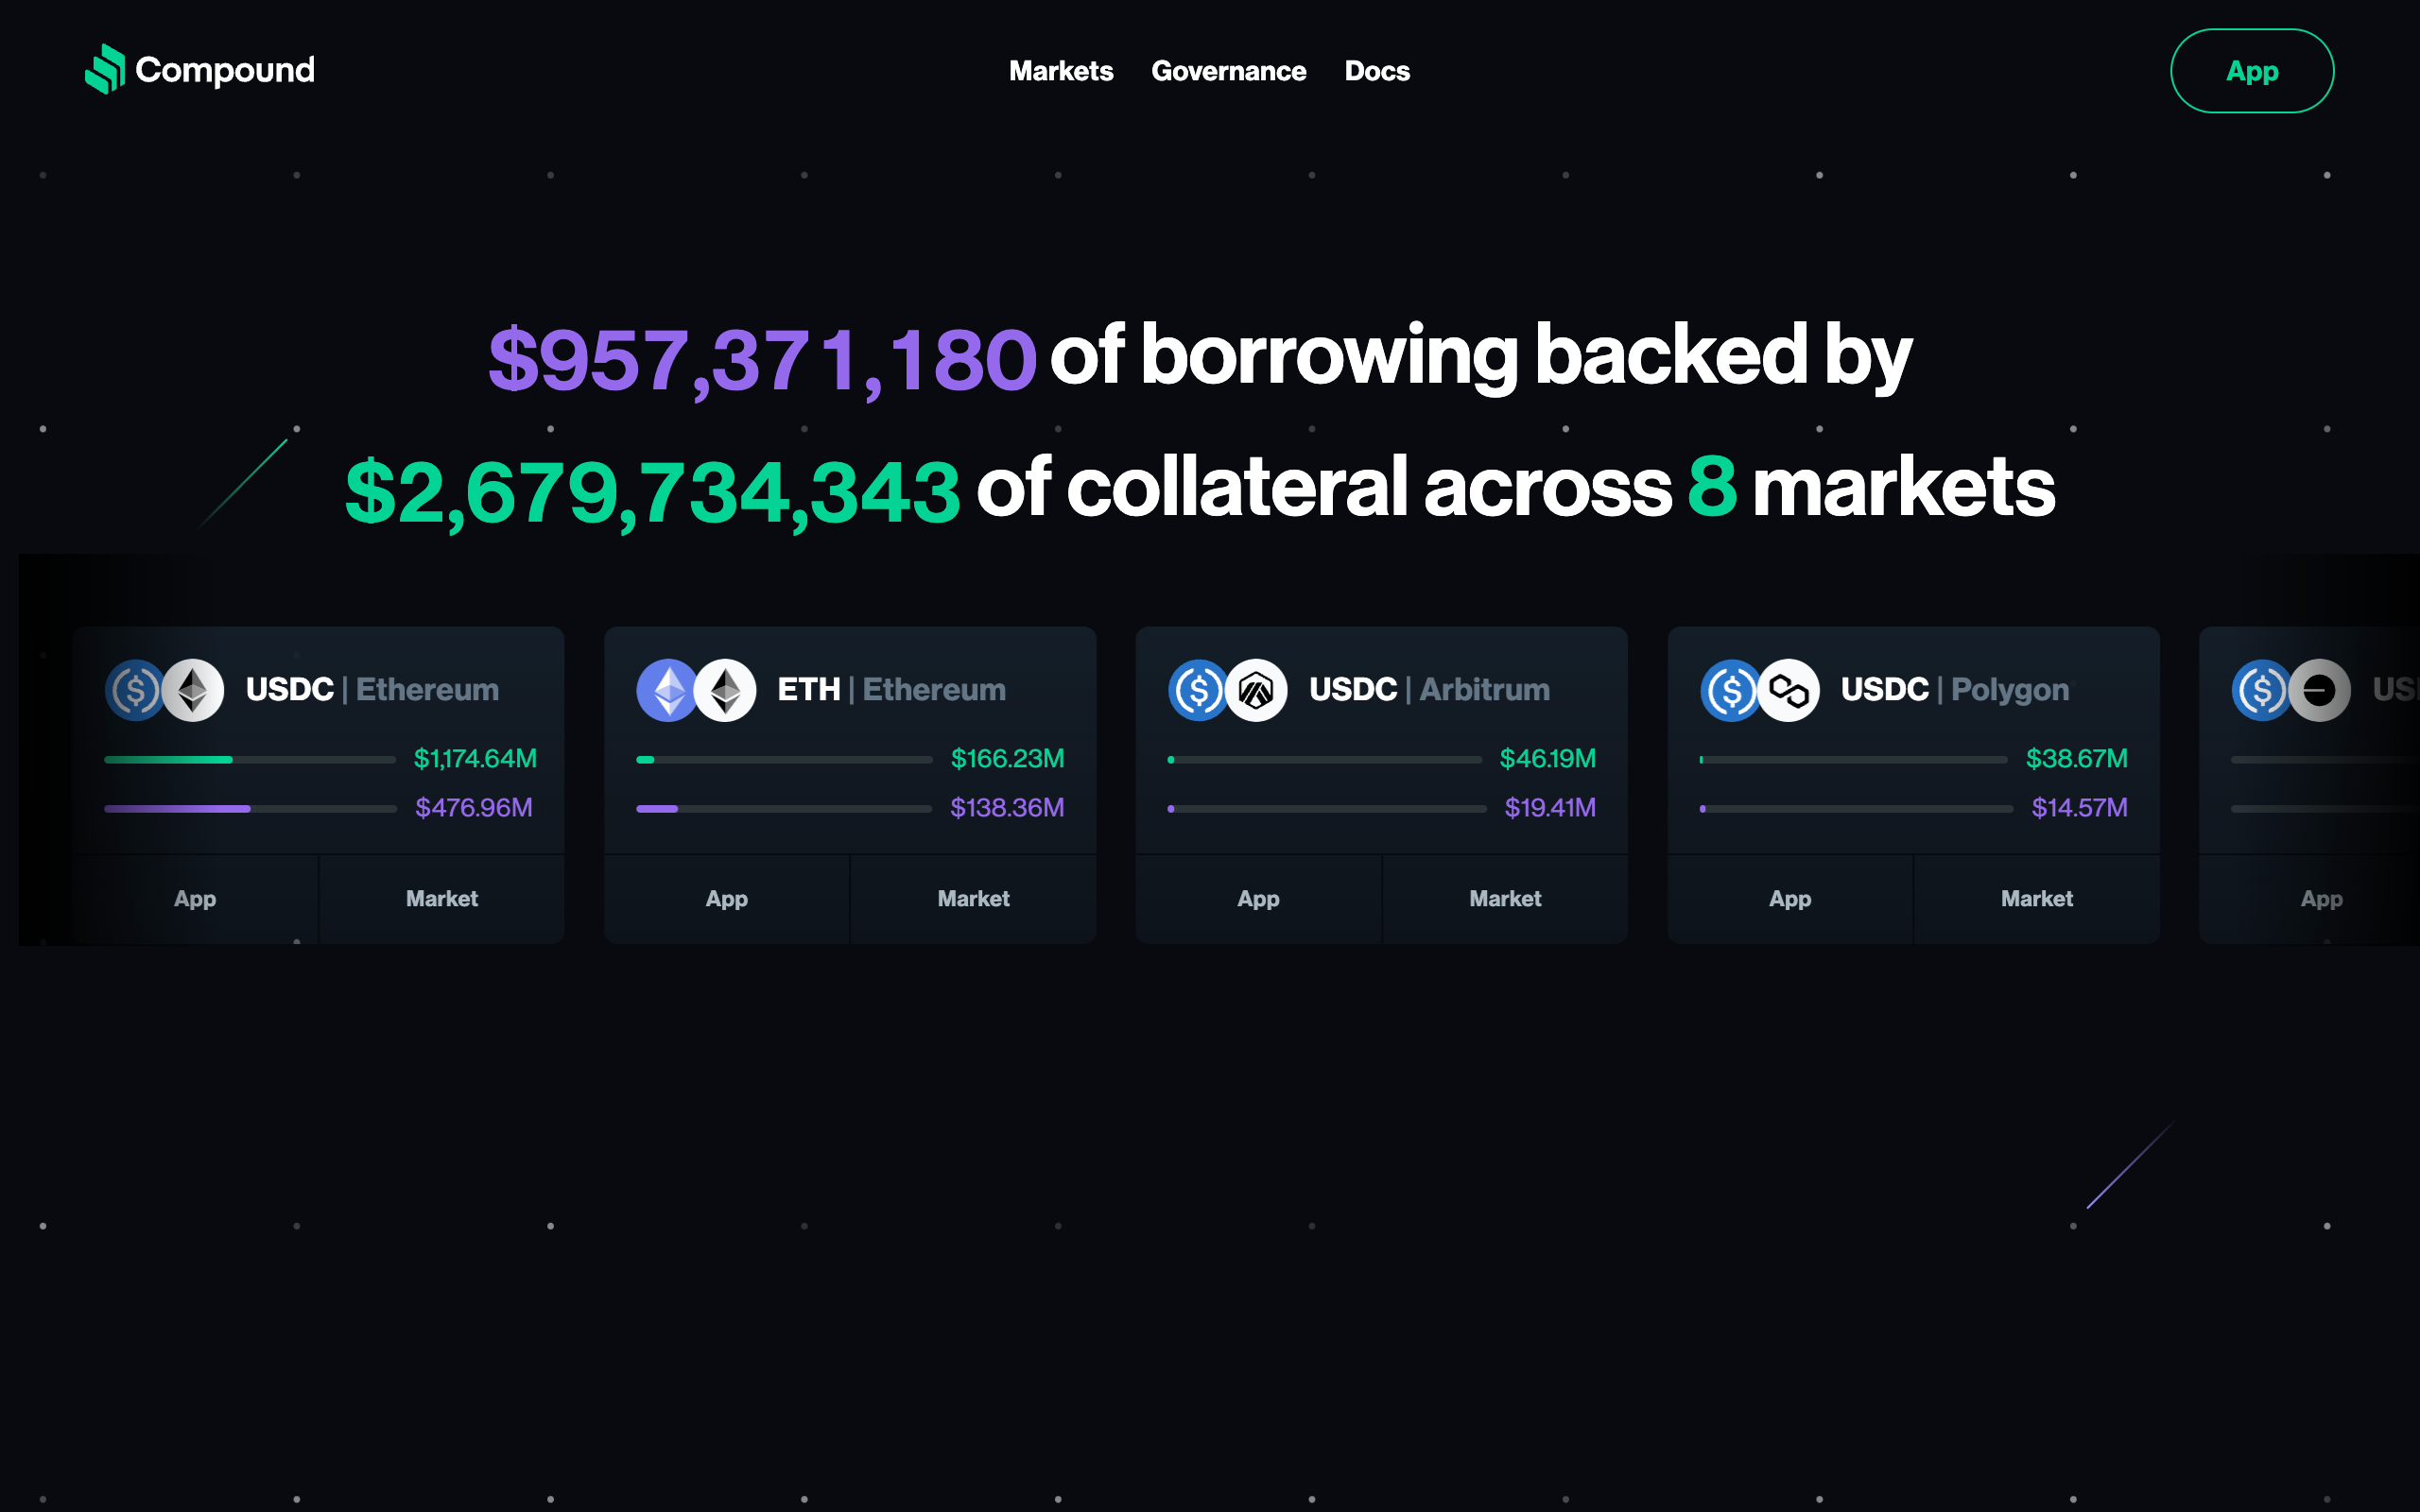 Compound
Markets Governance Docs
App
$957,371,180 of borrowing backed by
$2,679,734,343 of collateral across 8 markets
USDC | Ethereum
$1,174.64M
$476.96M
App Market
ETH | Ethereum
$166.23M
$138.36M
App Market
USDC | Arbitrum
$46.19M
$19.41M
App Market
USDC | Polygon
$38.67M
$14.57M
App Market
App